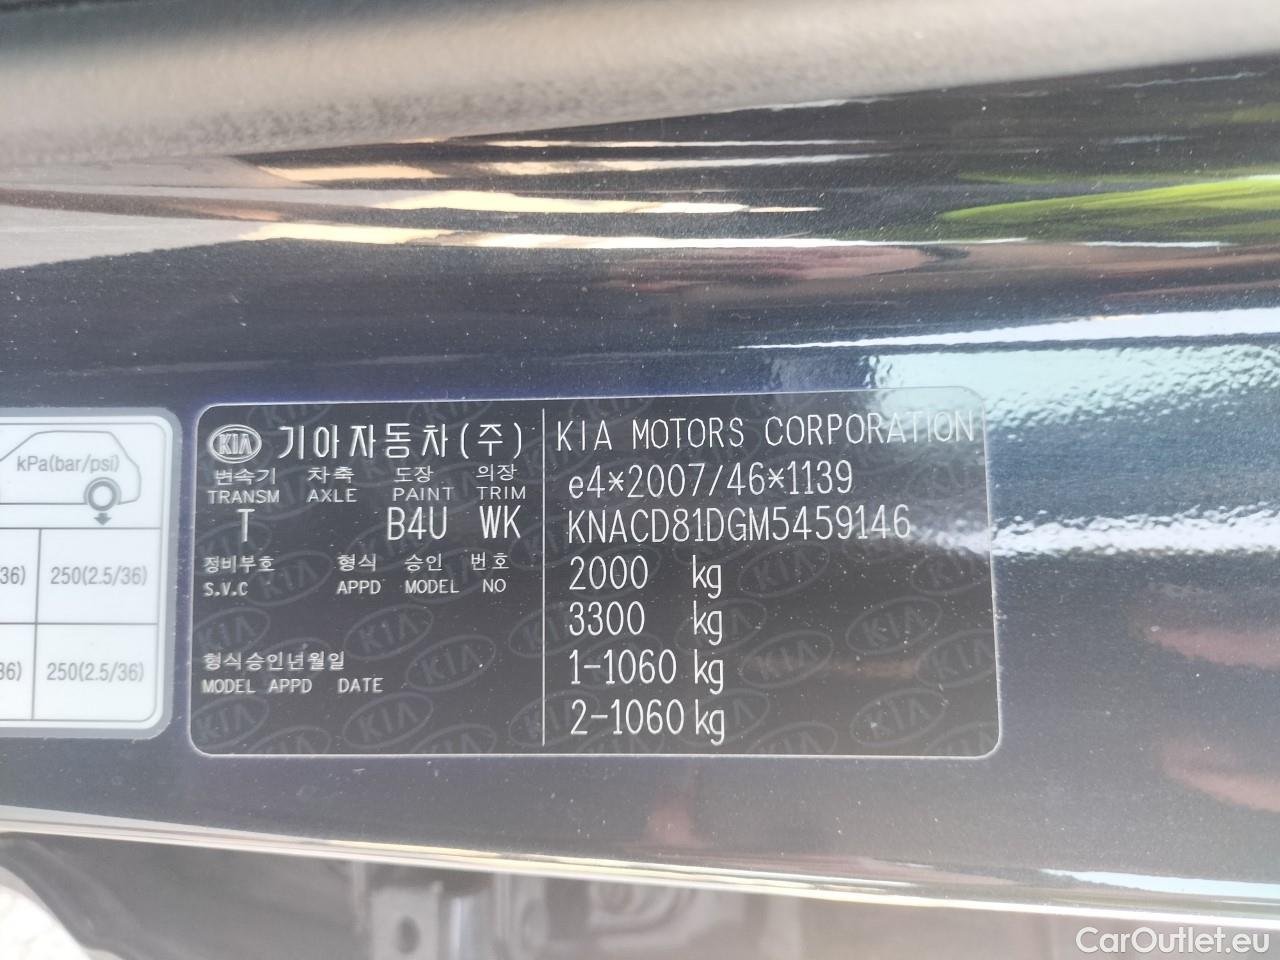 kPa(bar/psi)
36) 250(2.5/36)
36) 250(2.5/36)
KIA 기아자동차(주)
변속기 차축 도장 의장
TRANSM AXLE PAINT TRIM
T B4U WK
정비부호 형식 승인 번호
S.V.C APPD MODEL NO
형식승인년월일
MODEL APPD DATE
KIA MOTORS CORPORATION
e4*2007/46*1139
KNACD81DGM5459146
2000 kg
3300 kg
1-1060 kg
2-1060 kg
CarOutlet.eu